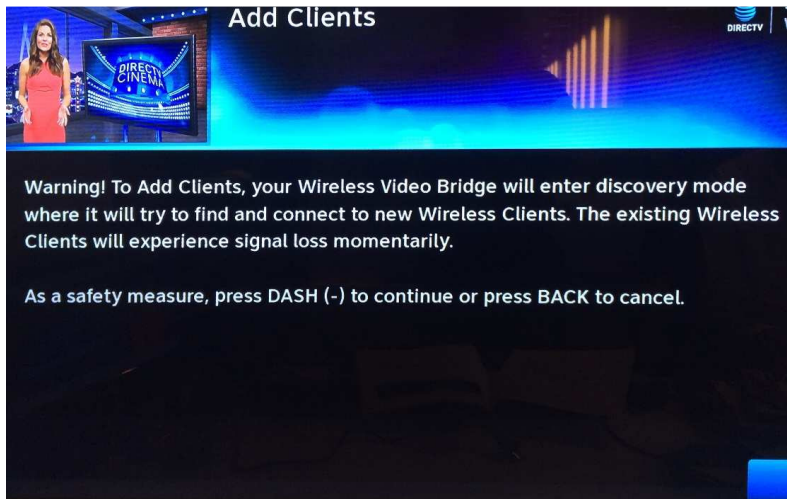 Add Clients
DIRECTV
DIRECTV
CINEMA
Warning! To Add Clients, your Wireless Video Bridge will enter discovery mode
where it will try to find and connect to new Wireless Clients. The existing Wireless
Clients will experience signal loss momentarily.
As a safety measure, press DASH (-) to continue or press BACK to cancel.